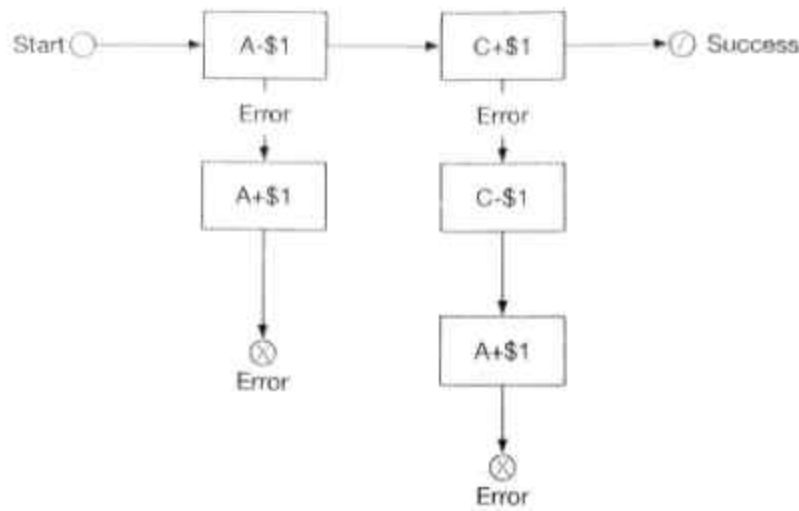 Start
A-$1
C+$1
Success
Error
Error
A+$1
C-$1
A+$1
Error
Error